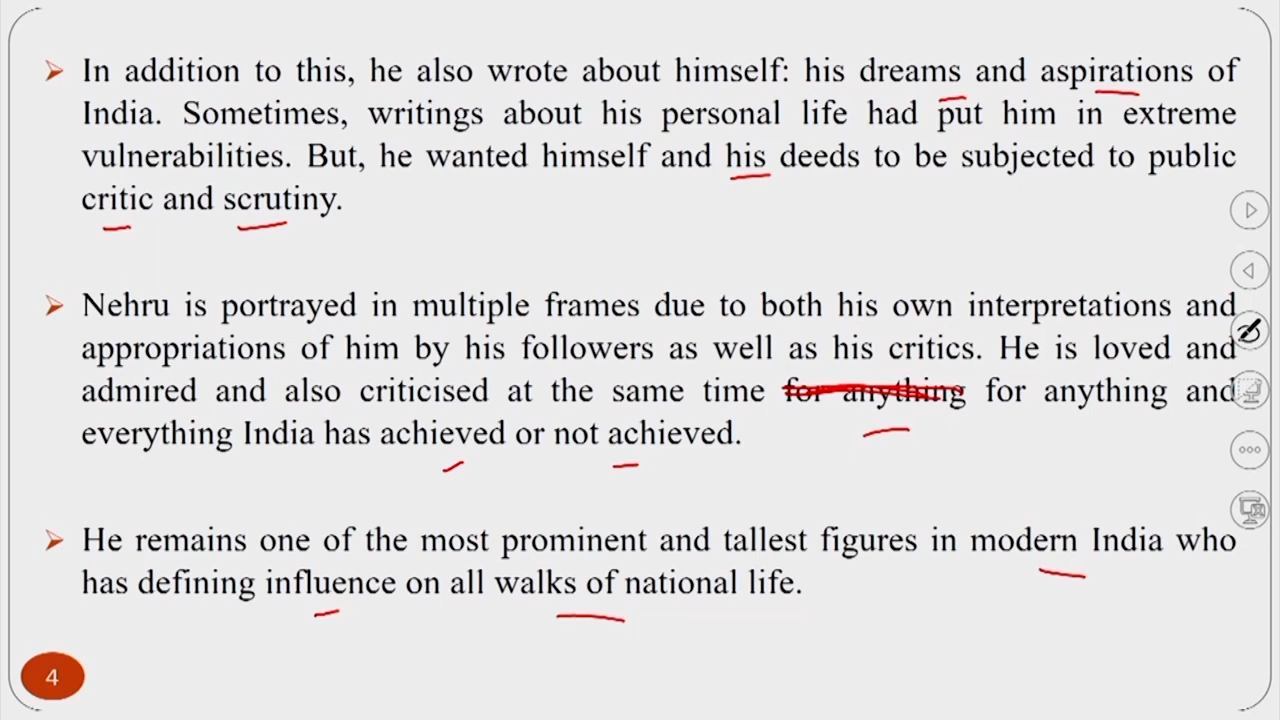 In addition to this, he also wrote about himself: his dreams and aspirations of
India. Sometimes, writings about his personal life had put him in extreme
vulnerabilities. But, he wanted himself and his deeds to be subjected to public
critic and scrutiny.
Nehru is portrayed in multiple frames due to both his own interpretations and
appropriations of him by his followers as well as his critics. He is loved and
admired and also criticised at the same time for anything for anything and
everything India has achieved or not achieved.
He remains one of the most prominent and tallest figures in modern India who
has defining influence on all walks of national life.
4